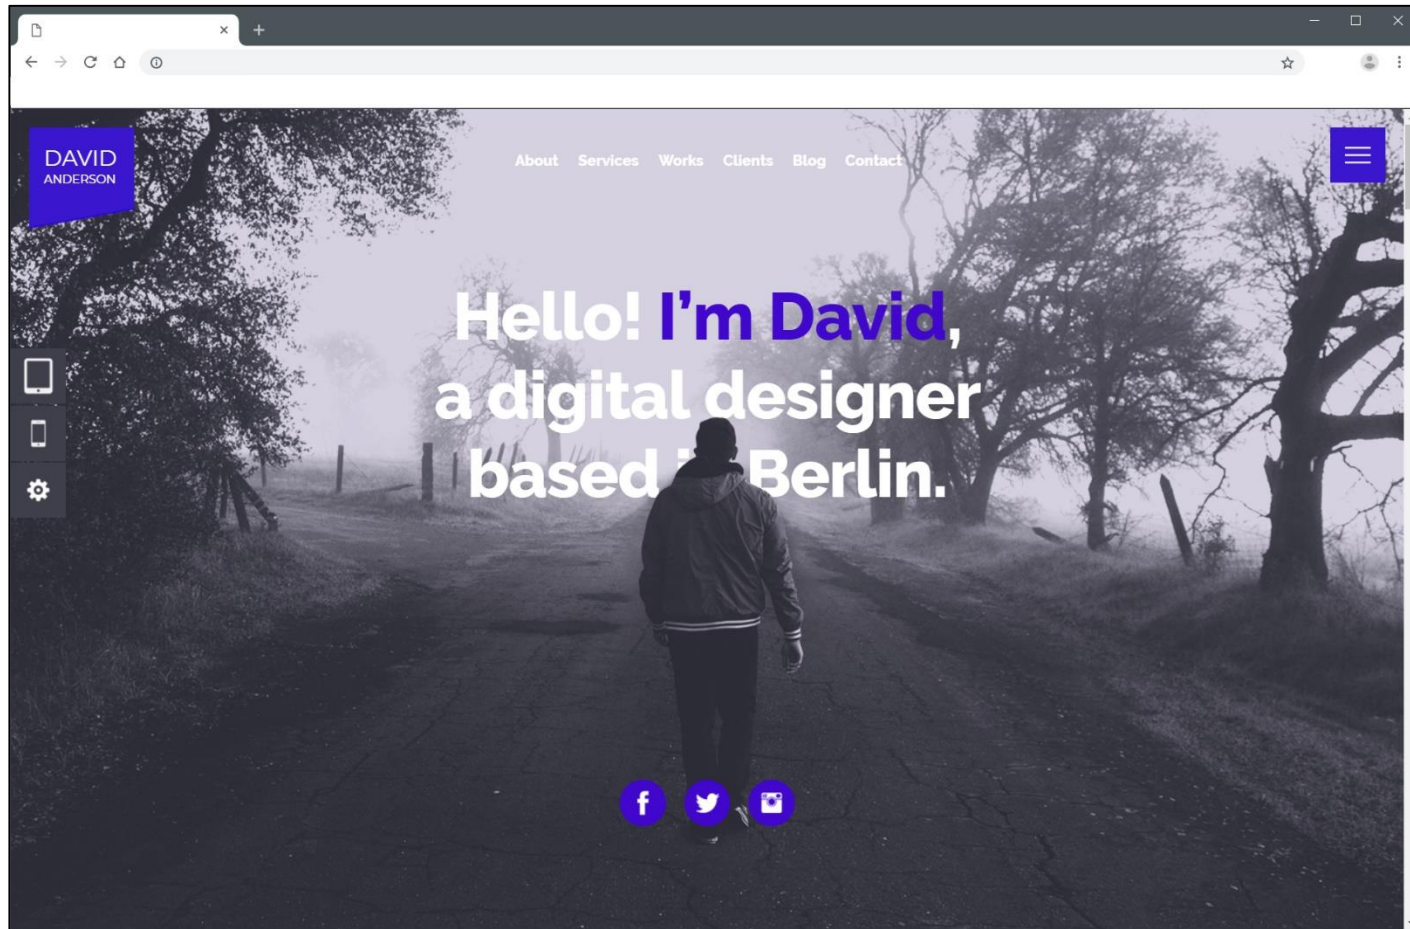 DAVID
ANDERSON
About Services Works Clients Blog Contact
Hello! I’m David,
a digital designer
based Berlin.